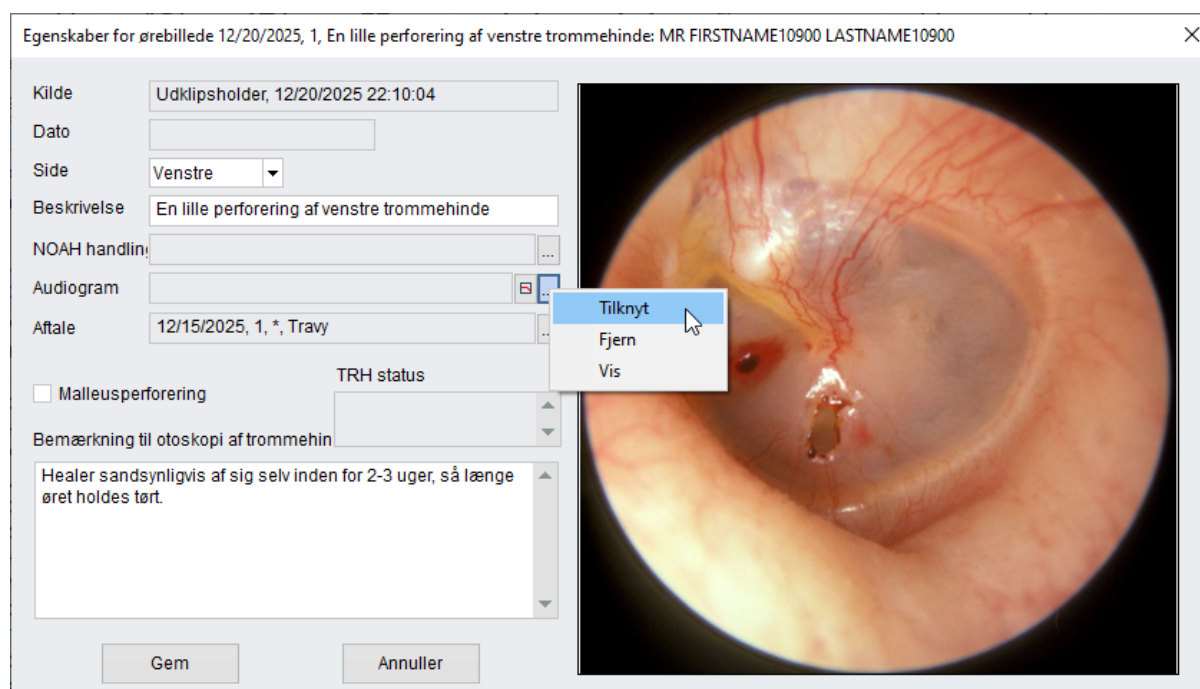 Egenskaber for ørebillede 12/20/2025, 1, En lille perforering af venstre trommehinde: MR FIRSTNAME10900 LASTNAME10900
Kilde
Udklipsholder, 12/20/2025 22:10:04
Dato
Side
Venstre
Beskrivelse
En lille perforering af venstre trommehinde
NOAH handlin
...
Audiogram
...
Tilknyt
Fjern
Vis
Aftale
12/15/2025, 1, *, Travy
Malleusperforering
TRH status
Bemærkning til otoskopi af trommehin
Healer sandsynligvis af sig selv inden for 2-3 uger, så længe
øret holdes tørt.
Gem
Annuller